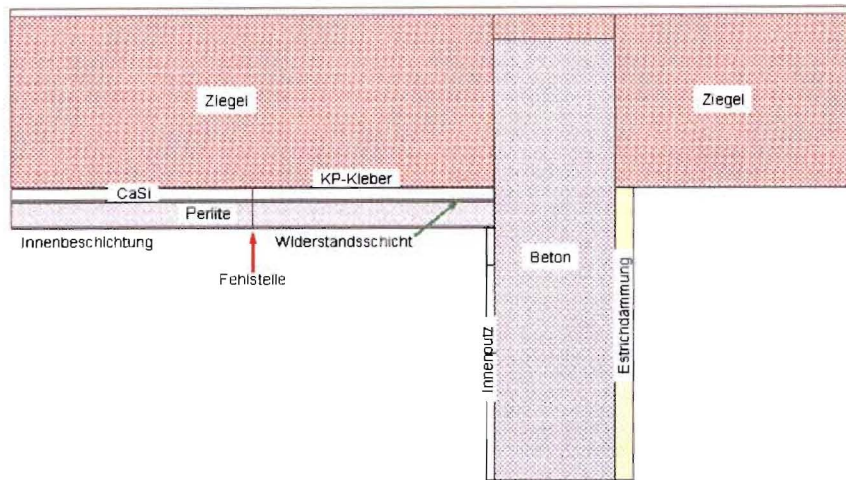 Ziegel
Ziegel
KP-Kleber
CaSi
Perlite
Innenbeschichtung
Widerstandsschicht
Beton
Fehlstelle
Innenputz
Estrichdämmung